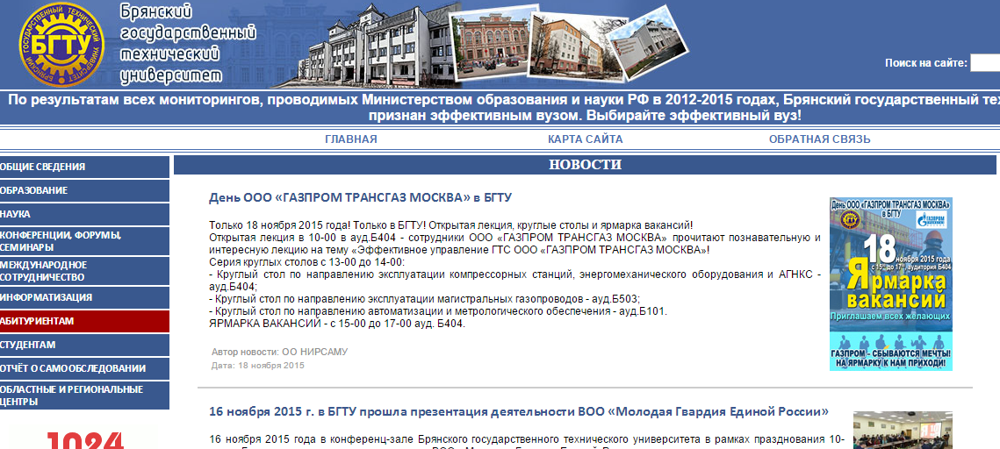 БРЯНСКИЙ ГОСУДАРСТВЕННЫЙ ТЕХНИЧЕСКИЙ УНИВЕРСИТЕТ
БГТУ
Брянский
государственный
технический
университет
Поиск на сайте:
По результатам всех мониторингов, проводимых Министерством образования и науки РФ в 2012-2015 годах, Брянский государственный тех
признан эффективным вузом. Выбирайте эффективный вуз!
ГЛАВНАЯ КАРТА САЙТА ОБРАТНАЯ СВЯЗЬ
ОБЩИЕ СВЕДЕНИЯ
ОБРАЗОВАНИЕ
НАУКА
КОНФЕРЕНЦИИ, ФОРУМЫ,
СЕМИНАРЫ
МЕЖДУНАРОДНОЕ
СОТРУДНИЧЕСТВО
ИНФОРМАТИЗАЦИЯ
АБИТУРИЕНТАМ
СТУДЕНТАМ
ОТЧЁТ О САМООБСЛЕДОВАНИИ
ОБЛАСТНЫЕ И РЕГИОНАЛЬНЫЕ
ЦЕНТРЫ
1024
НОВОСТИ
День ООО «ГАЗПРОМ ТРАНСГАЗ МОСКВА» в БГТУ
Только 18 ноября 2015 года! Только в БГТУ! Открытая лекция, круглые столы и ярмарка вакансий!
Открытая лекция в 10-00 в ауд.Б404 - сотрудники ООО «ГАЗПРОМ ТРАНСГАЗ МОСКВА» прочитают познавательную и
интересную лекцию на тему «Эффективное управление ГТС ООО «ГАЗПРОМ ТРАНСГАЗ МОСКВА»!
Серия круглых столов с 13-00 до 14-00:
- Круглый стол по направлению эксплуатации компрессорных станций, энергомеханического оборудования и АГНКС -
ауд.Б404;
- Круглый стол по направлению эксплуатации магистральных газопроводов - ауд.Б503;
- Круглый стол по направлению автоматизации и метрологического обеспечения - ауд.Б101.
ЯРМАРКА ВАКАНСИЙ - с 15-00 до 17-00 ауд. Б404.
Автор новости: ОО НИРСАМУ
Дата: 18 ноября 2015
День ООО «ГАЗПРОМ ТРАНСГАЗ МОСКВА»
в БГТУ
ГАЗПРОМ
18 ноября 2015 года
с 15⁰⁰ до 17⁰⁰, аудитория Б404
Ярмарка
вакансий
Приглашаем всех желающих
ГАЗПРОМ - СБЫВАЮТСЯ МЕЧТЫ!
НА ЯРМАРКУ К НАМ ПРИХОДИ!
16 ноября 2015 г. в БГТУ прошла презентация деятельности ВОО «Молодая Гвардия Единой России»
16 ноября 2015 года в конференц-зале Брянского государственного технического университета в рамках празднования 10-